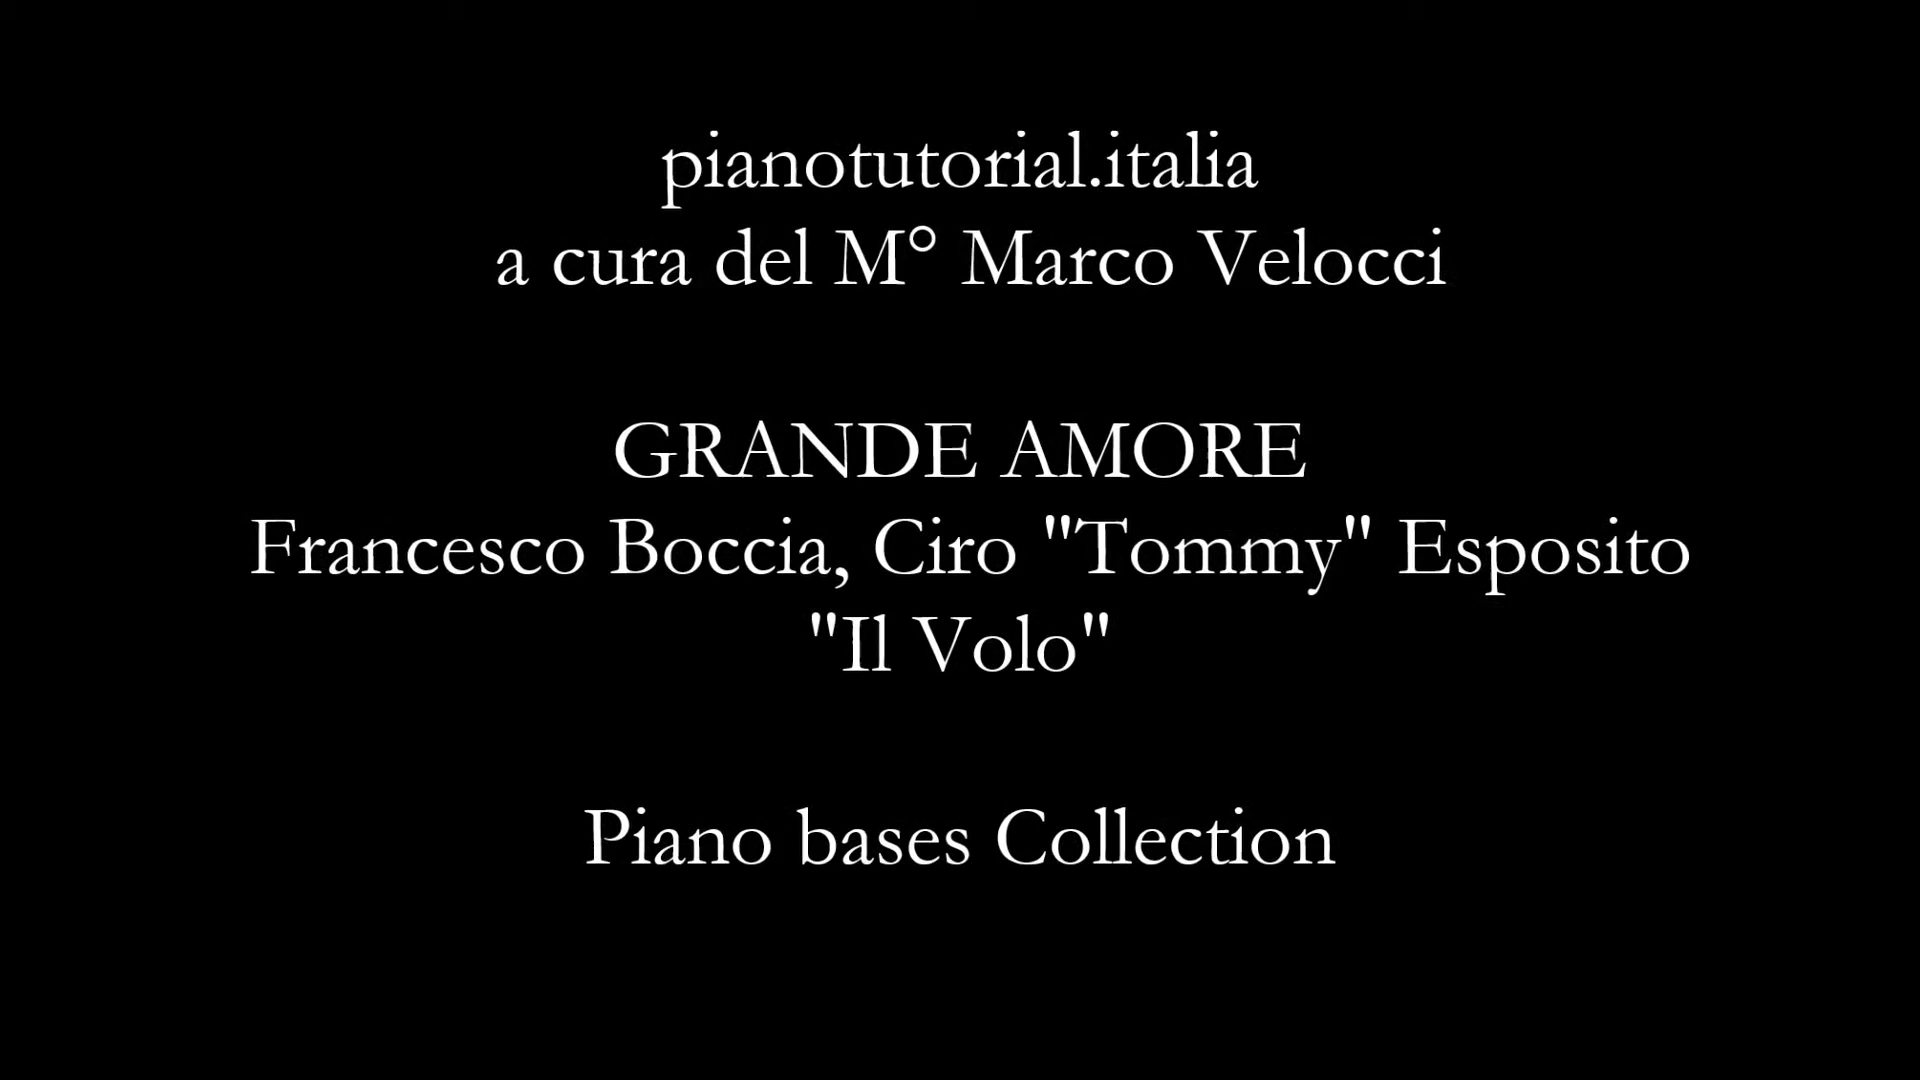 pianotutorial.italia
a cura del M° Marco Velocci
GRANDE AMORE
Francesco Boccia, Ciro "Tommy" Esposito
"Il Volo"
Piano bases Collection